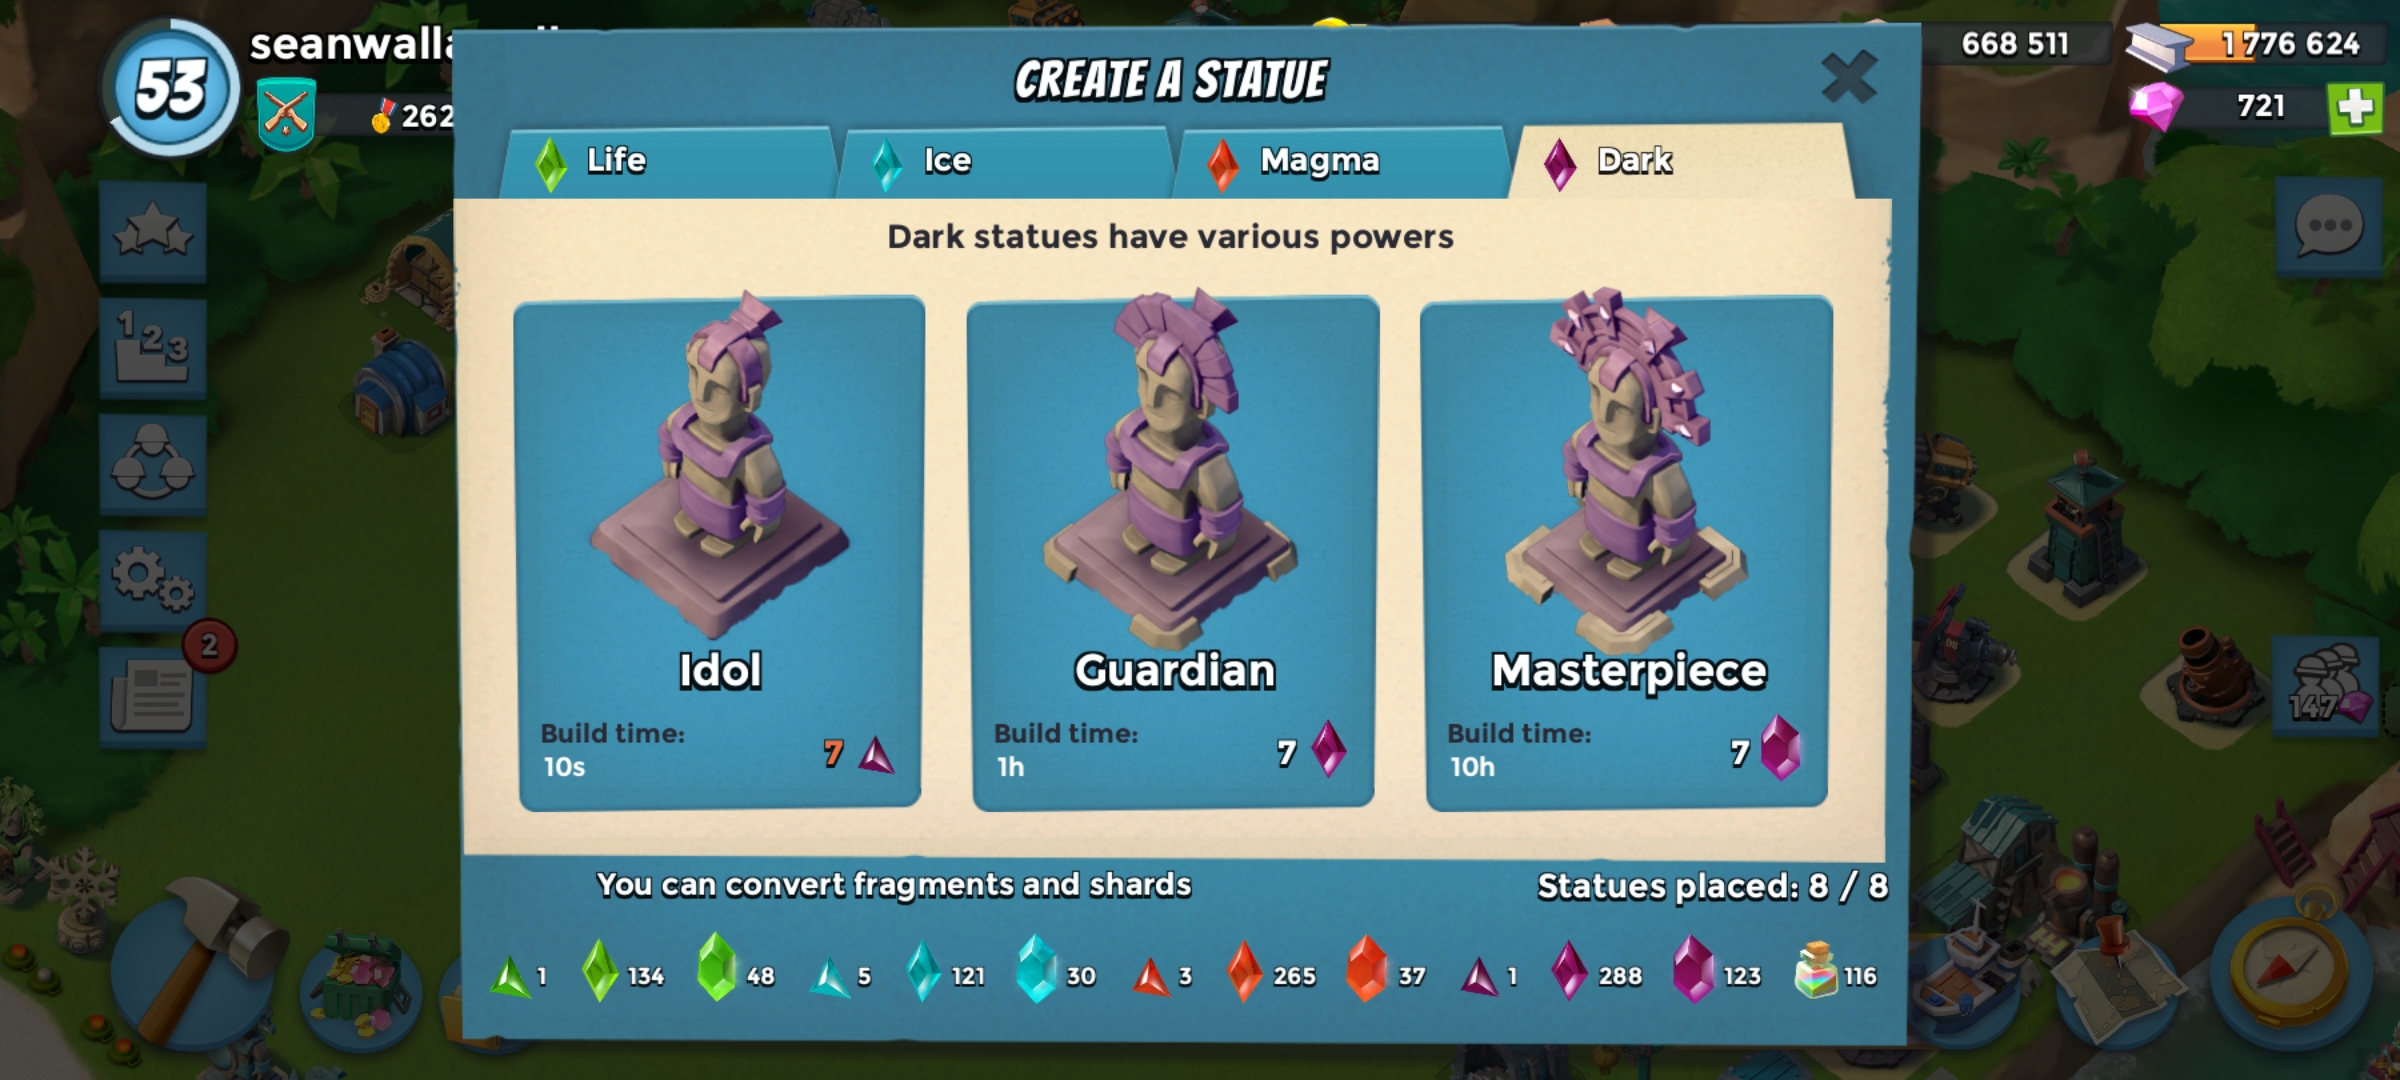 53
262
CREATE A STATUE
668 511
1 776 624
721
Life
Ice
Magma
Dark
Dark statues have various powers
123
2
Idol
Build time:
10s
7
Guardian
Build time:
1h
7
Masterpiece
Build time:
10h
7
147
You can convert fragments and shards
Statues placed: 8 / 8
1
134
48
5
121
30
3
265
37
1
288
123
116